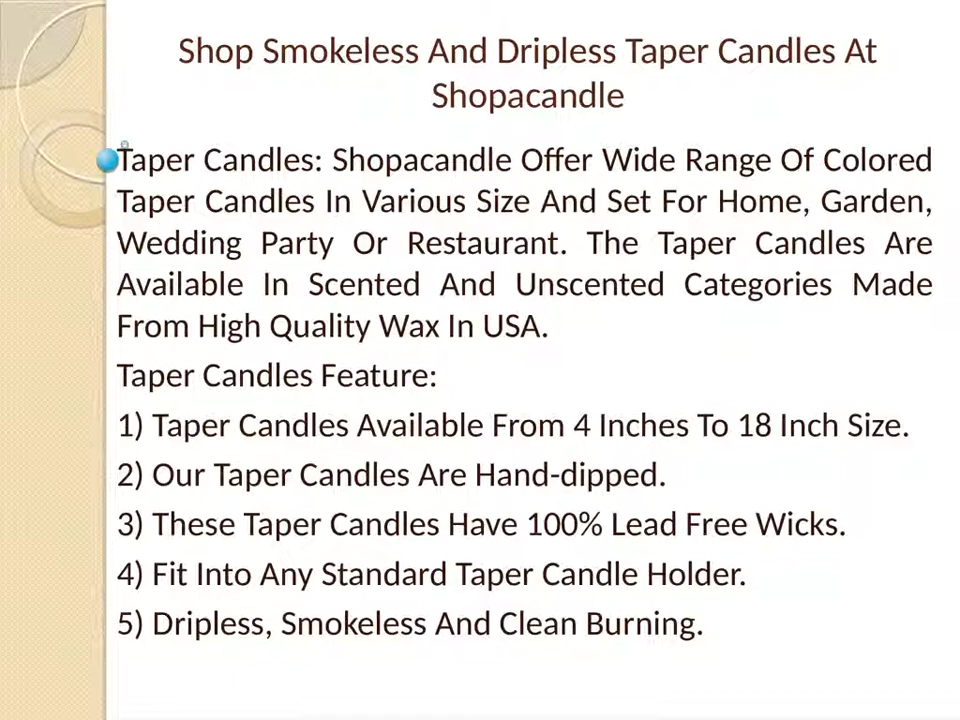 Shop Smokeless And Dripless Taper Candles At
Shopacandle
Taper Candles: Shopacandle Offer Wide Range Of Colored
Taper Candles In Various Size And Set For Home, Garden,
Wedding Party Or Restaurant. The Taper Candles Are
Available In Scented And Unscented Categories Made
From High Quality Wax In USA.
Taper Candles Feature:
1) Taper Candles Available From 4 Inches To 18 Inch Size.
2) Our Taper Candles Are Hand-dipped.
3) These Taper Candles Have 100% Lead Free Wicks.
4) Fit Into Any Standard Taper Candle Holder.
5) Dripless, Smokeless And Clean Burning.